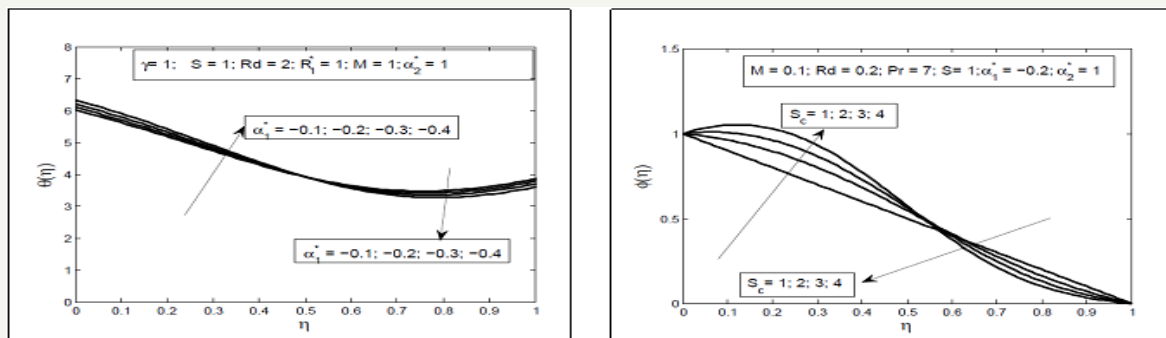 8
7
6
5
4
3
2
1
0
θ(η)
γ= 1; S = 1; Rd = 2; R*1 = 1; M = 1; α*2 = 1
α*1 = −0.1; −0.2; −0.3; −0.4
α*1 = −0.1; −0.2; −0.3; −0.4
0 0.1 0.2 0.3 0.4 0.5 0.6 0.7 0.8 0.9 1
η
1.5
1
0.5
0
ϕ(η)
M = 0.1; Rd = 0.2; Pr = 7; S= 1; α*1 = −0.2; α*2 = 1
Sc = 1; 2; 3; 4
Sc = 1; 2; 3; 4
0 0.1 0.2 0.3 0.4 0.5 0.6 0.7 0.8 0.9 1
η